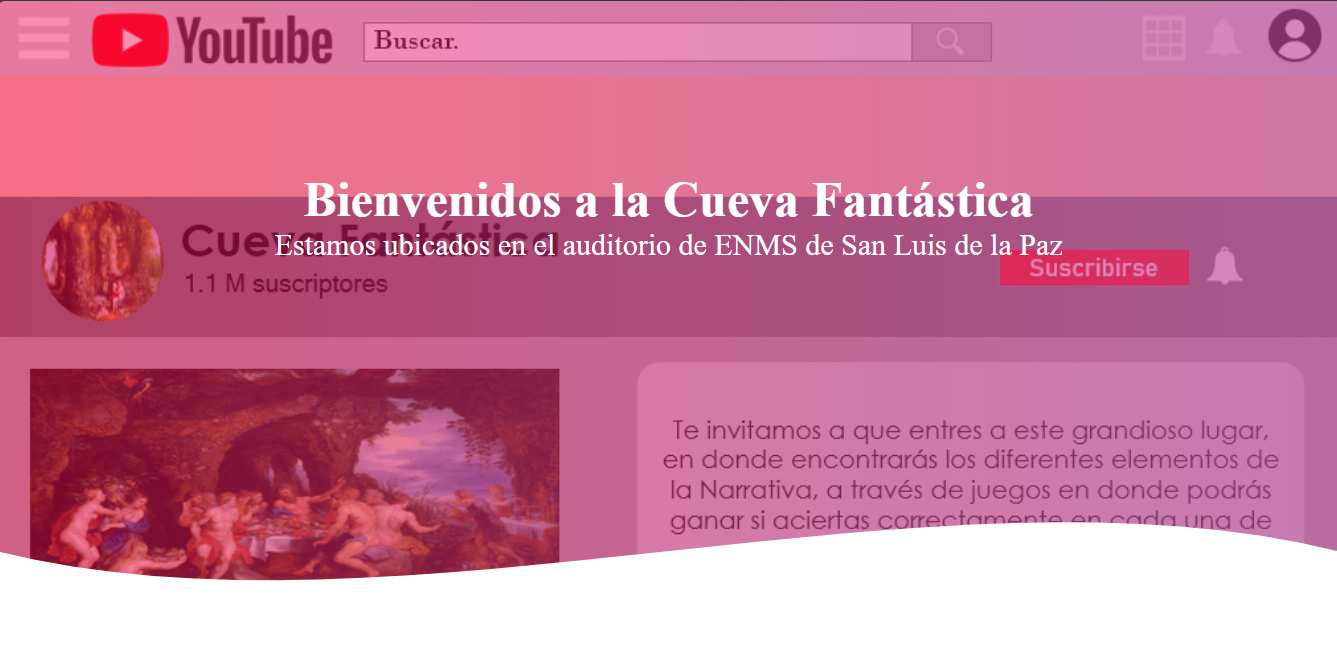 YouTube
Buscar.
Bienvenidos a la Cueva Fantástica
Cueva Fantástica
Estamos ubicados en el auditorio de ENMS de San Luis de la Paz
Suscribirse
1.1 M suscriptores
Te invitamos a que entres a este grandioso lugar,
en donde encontrarás los diferentes elementos de
la Narrativa, a través de juegos en donde podrás
ganar si aciertas correctamente en cada una de